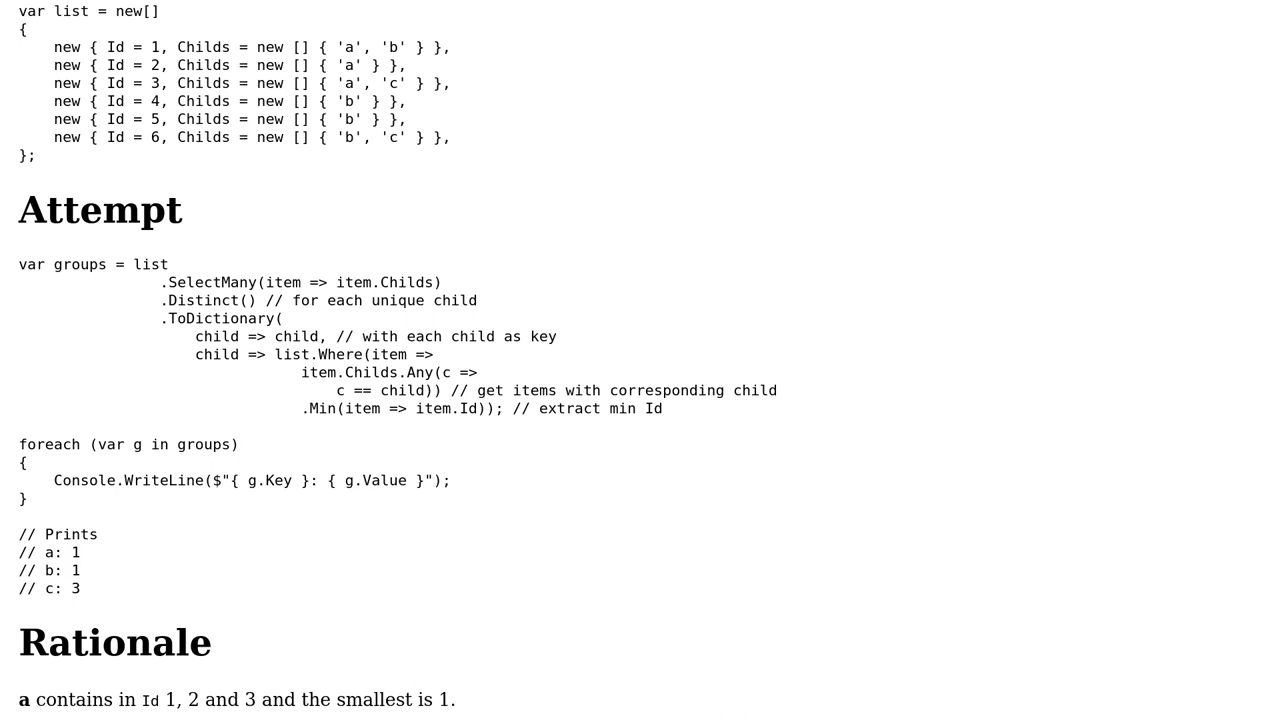 var list = new[]
{
    new { Id = 1, Childs = new [] { 'a', 'b' } },
    new { Id = 2, Childs = new [] { 'a' } },
    new { Id = 3, Childs = new [] { 'a', 'c' } },
    new { Id = 4, Childs = new [] { 'b' } },
    new { Id = 5, Childs = new [] { 'b' } },
    new { Id = 6, Childs = new [] { 'b', 'c' } },
};
Attempt
var groups = list
                .SelectMany(item => item.Childs)
                .Distinct() // for each unique child
                .ToDictionary(
                    child => child, // with each child as key
                    child => list.Where(item =>
                                item.Childs.Any(c =>
                                    c == child)) // get items with corresponding child
                                .Min(item => item.Id)); // extract min Id
foreach (var g in groups)
{
    Console.WriteLine($"{ g.Key }: { g.Value }");
}
// Prints
// a: 1
// b: 1
// c: 3
Rationale
a contains in Id 1, 2 and 3 and the smallest is 1.